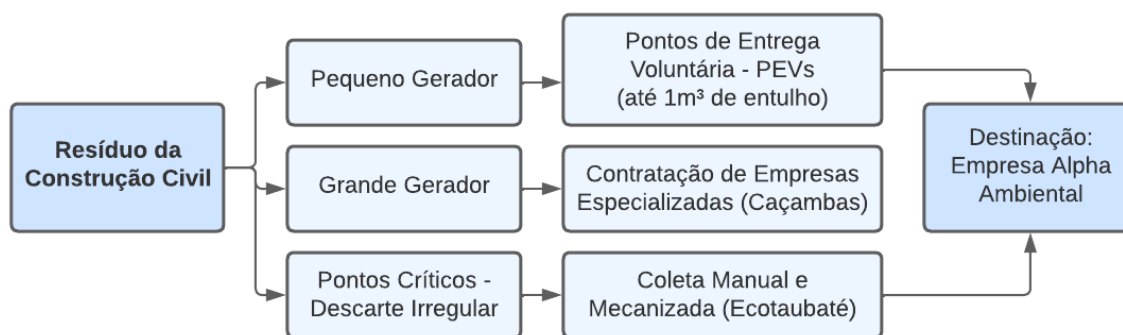 Resíduo da
Construção Civil
Pequeno Gerador
Pontos de Entrega
Voluntária - PEVs
(até 1m³ de entulho)
Grande Gerador
Contratação de Empresas
Especializadas (Caçambas)
Pontos Críticos -
Descarte Irregular
Coleta Manual e
Mecanizada (Ecotaubaté)
Destinação:
Empresa Alpha
Ambiental